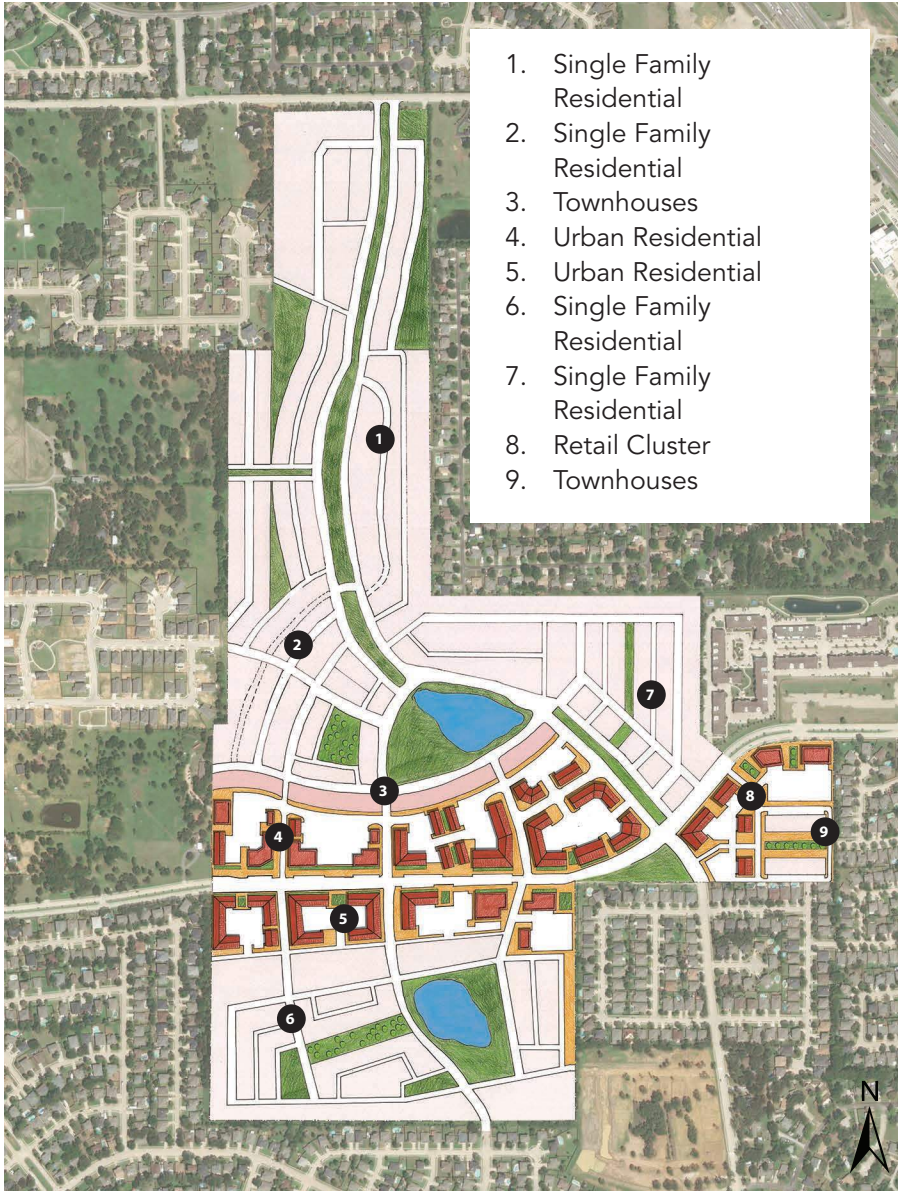 1. Single Family
Residential
2. Single Family
Residential
3. Townhouses
4. Urban Residential
5. Urban Residential
6. Single Family
Residential
7. Single Family
Residential
8. Retail Cluster
9. Townhouses
1
2
7
3
8
4
9
5
6
N